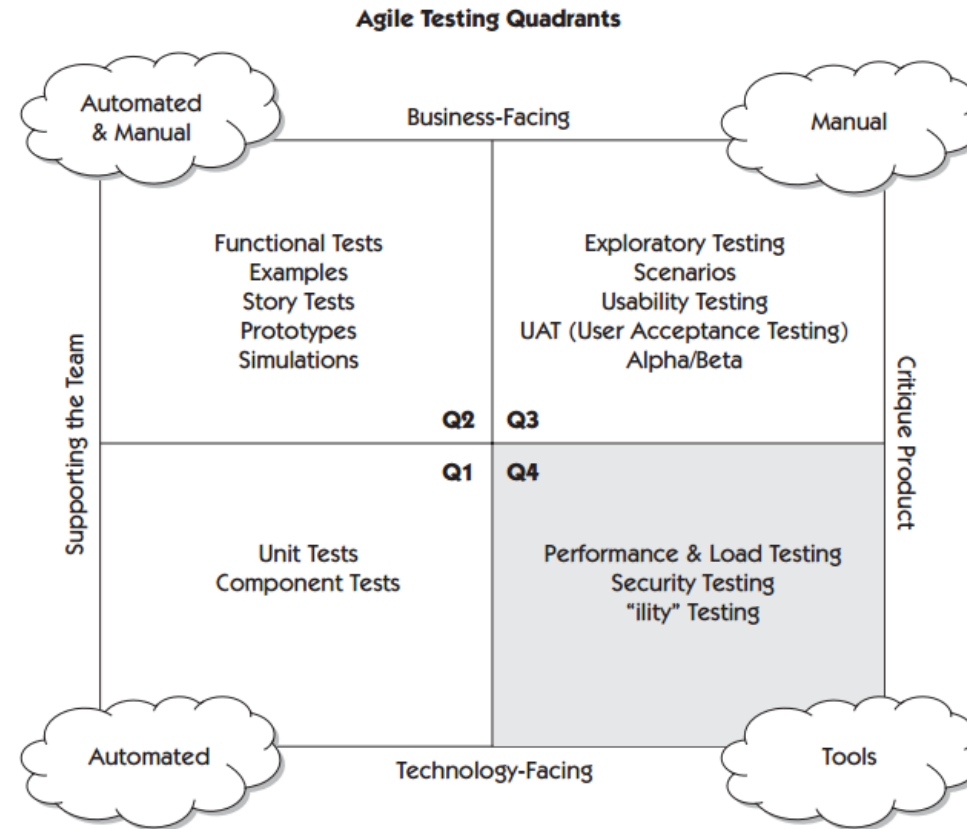 Agile Testing Quadrants
Automated
& Manual
Business-Facing
Manual
Functional Tests
Examples
Story Tests
Prototypes
Simulations
Exploratory Testing
Scenarios
Usability Testing
UAT (User Acceptance Testing)
Alpha/Beta
Supporting the Team
Critique Product
Q2
Q3
Q1
Q4
Unit Tests
Component Tests
Performance & Load Testing
Security Testing
“ility” Testing
Automated
Technology-Facing
Tools